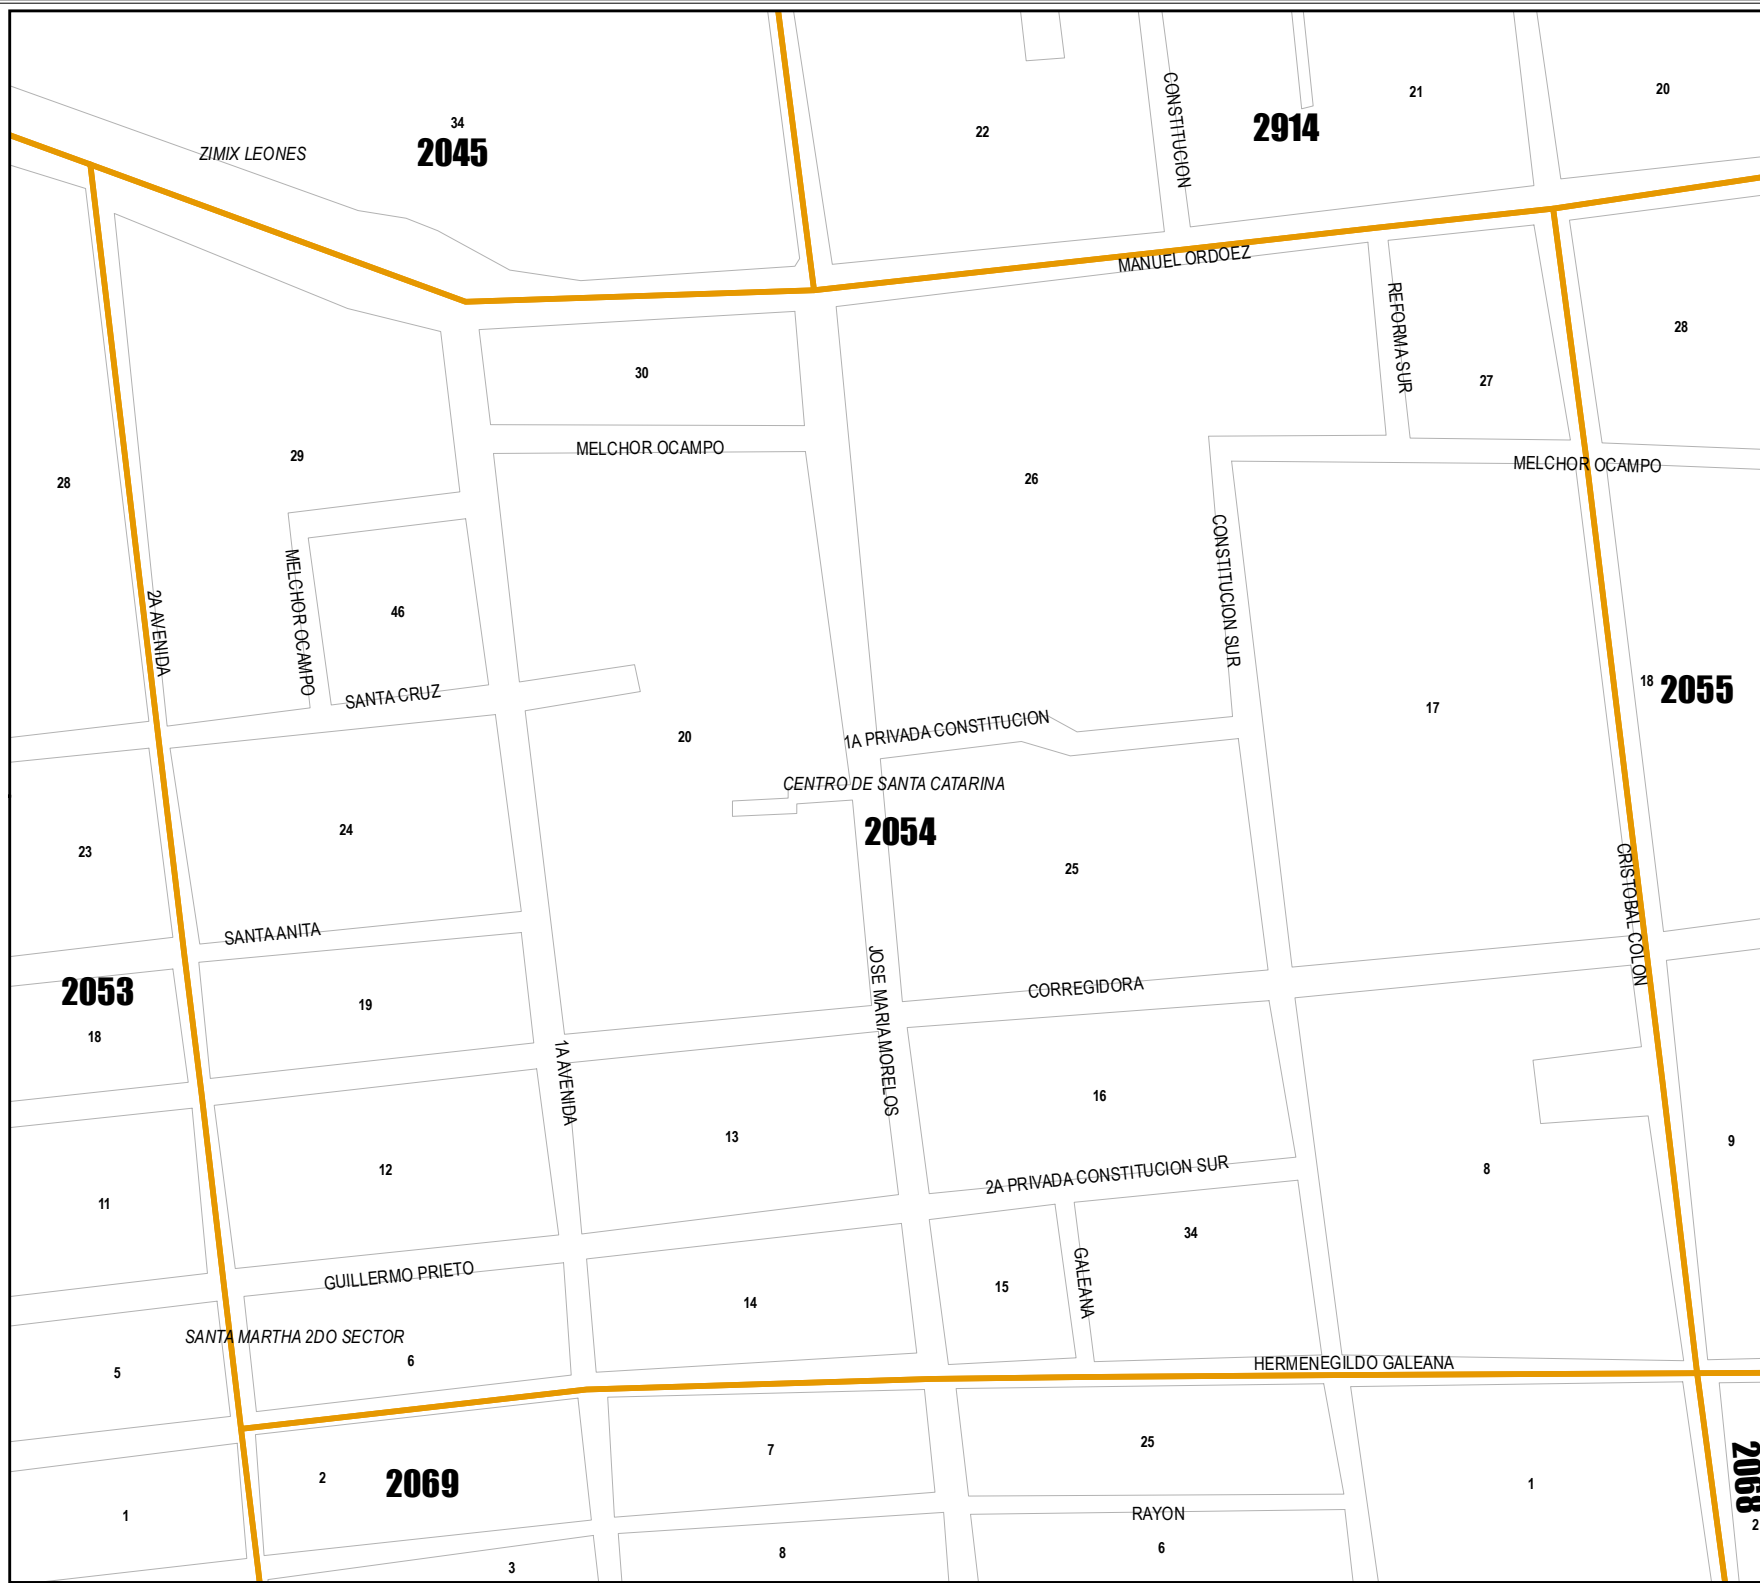 21
20
34
CONSTITUCION
2914
22
ZIMIX LEONES
2045
MANUEL ORDOEZ
REFORMA SUR
28
30
27
MELCHOR OCAMPO
29
MELCHOR OCAMPO
28
26
CONSTITUCION SUR
2A AVENIDA
MELCHOR OCAMPO
46
SANTA CRUZ
18
2055
17
20
1A PRIVADA CONSTITUCION
CENTRO DE SANTA CATARINA
24
2054
23
25
CRISTOBAL COLON
SANTA ANITA
2053
JOSE MARIA MORELOS
CORREGIDORA
19
18
1A AVENIDA
16
13
9
12
8
2A PRIVADA CONSTITUCION SUR
11
34
GUILLERMO PRIETO
GALEANA
15
14
SANTA MARTHA 2DO SECTOR
6
HERMENEGILDO GALEANA
5
25
7
2
2069
1
2068
1
RAYON
2
6
8
3